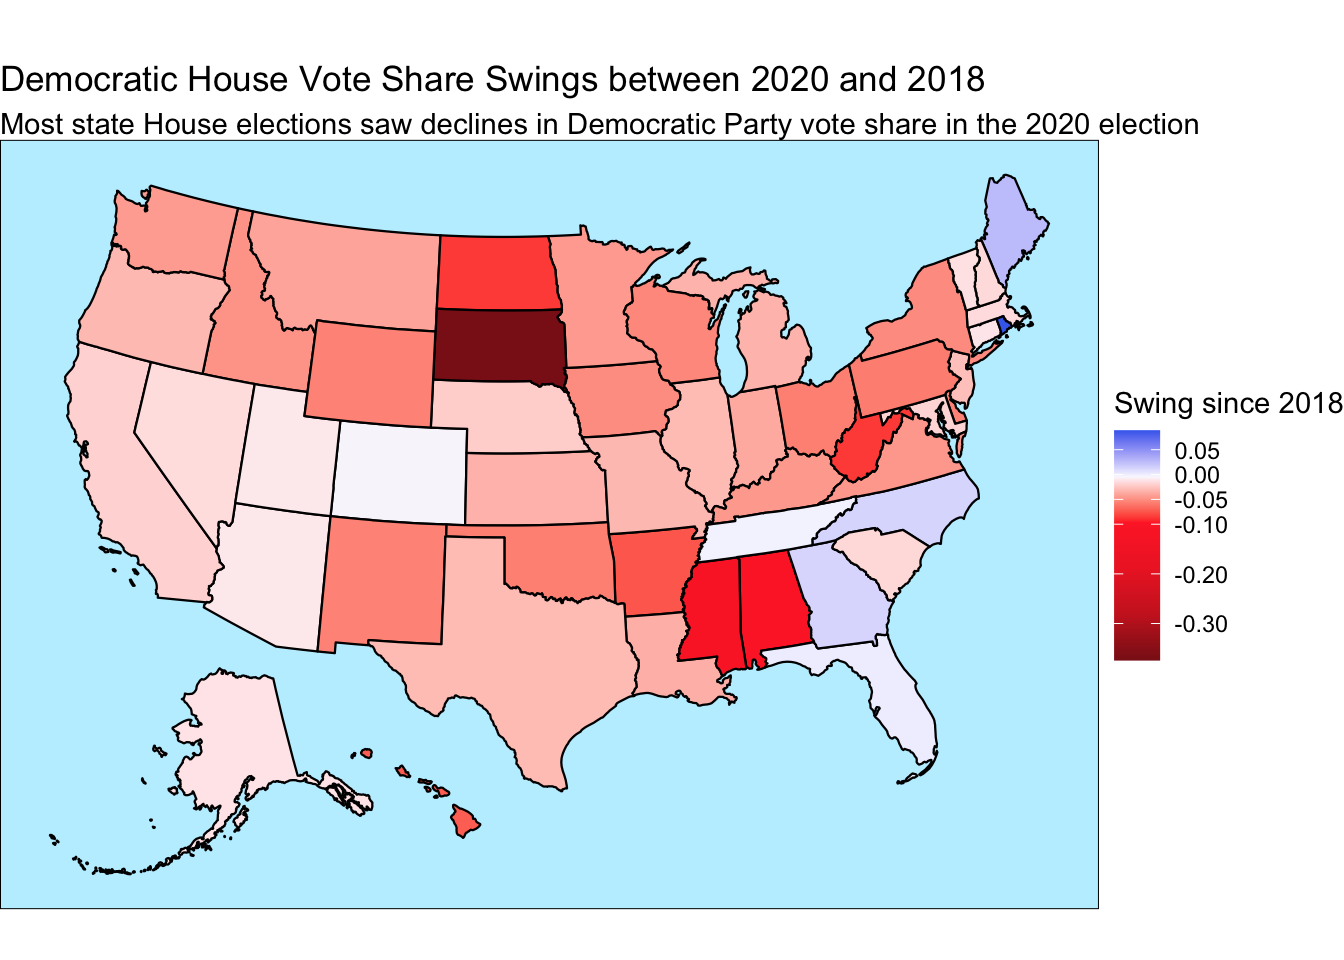 Democratic House Vote Share Swings between 2020 and 2018
Most state House elections saw declines in Democratic Party vote share in the 2020 election
Swing since 2018
0.05
0.00
-0.05
-0.10
-0.20
-0.30